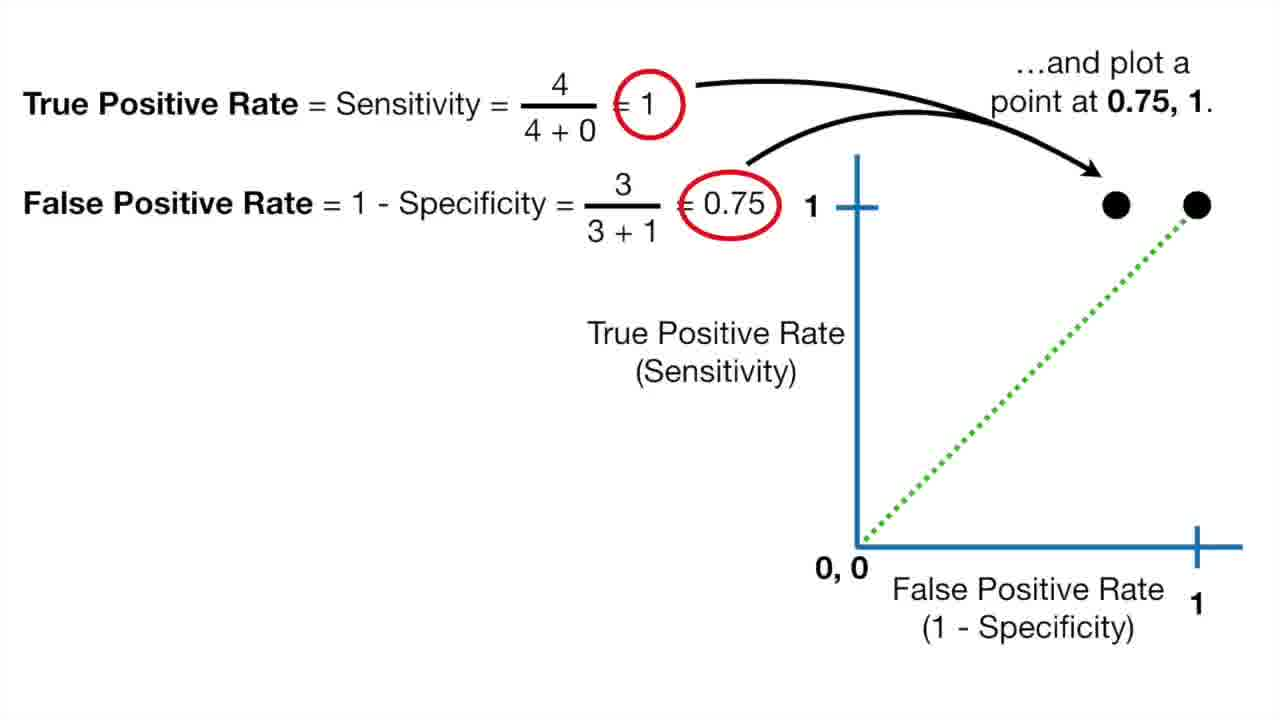 …and plot a
point at 0.75, 1.
True Positive Rate = Sensitivity = 4 / 4 + 0 = 1
False Positive Rate = 1 - Specificity = 3 / 3 + 1 = 0.75
1
True Positive Rate
(Sensitivity)
0, 0
False Positive Rate
(1 - Specificity)
1